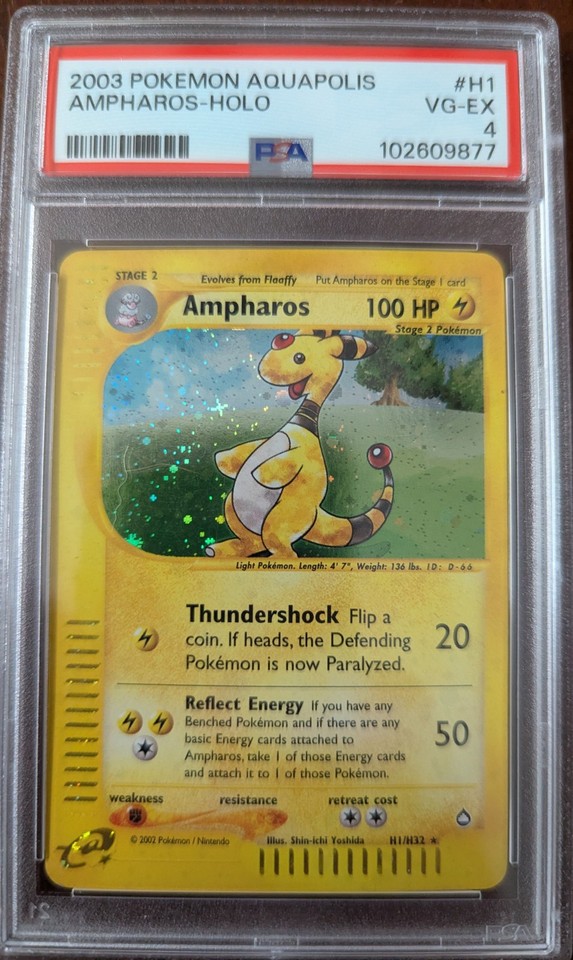 2003 POKEMON AQUAPOLIS #H1
AMPHAROS-HOLO VG-EX
4
PSA 102609877
STAGE 2 Evolves from Flaaffy Put Ampharos on the Stage 1 card
Ampharos 100 HP
Stage 2 Pokémon
Light Pokémon. Length: 4' 7", Weight: 136 lbs. ID: D-66
Thundershock Flip a
coin. If heads, the Defending 20
Pokémon is now Paralyzed.
Reflect Energy If you have any
Benched Pokémon and if there are any
basic Energy cards attached to 50
Ampharos, take 1 of those Energy cards
and attach it to 1 of those Pokémon.
weakness resistance retreat cost
© 2002 Pokémon / Nintendo Illus. Shin-ichi Yoshida H1/H32 ★
e
21 PSA